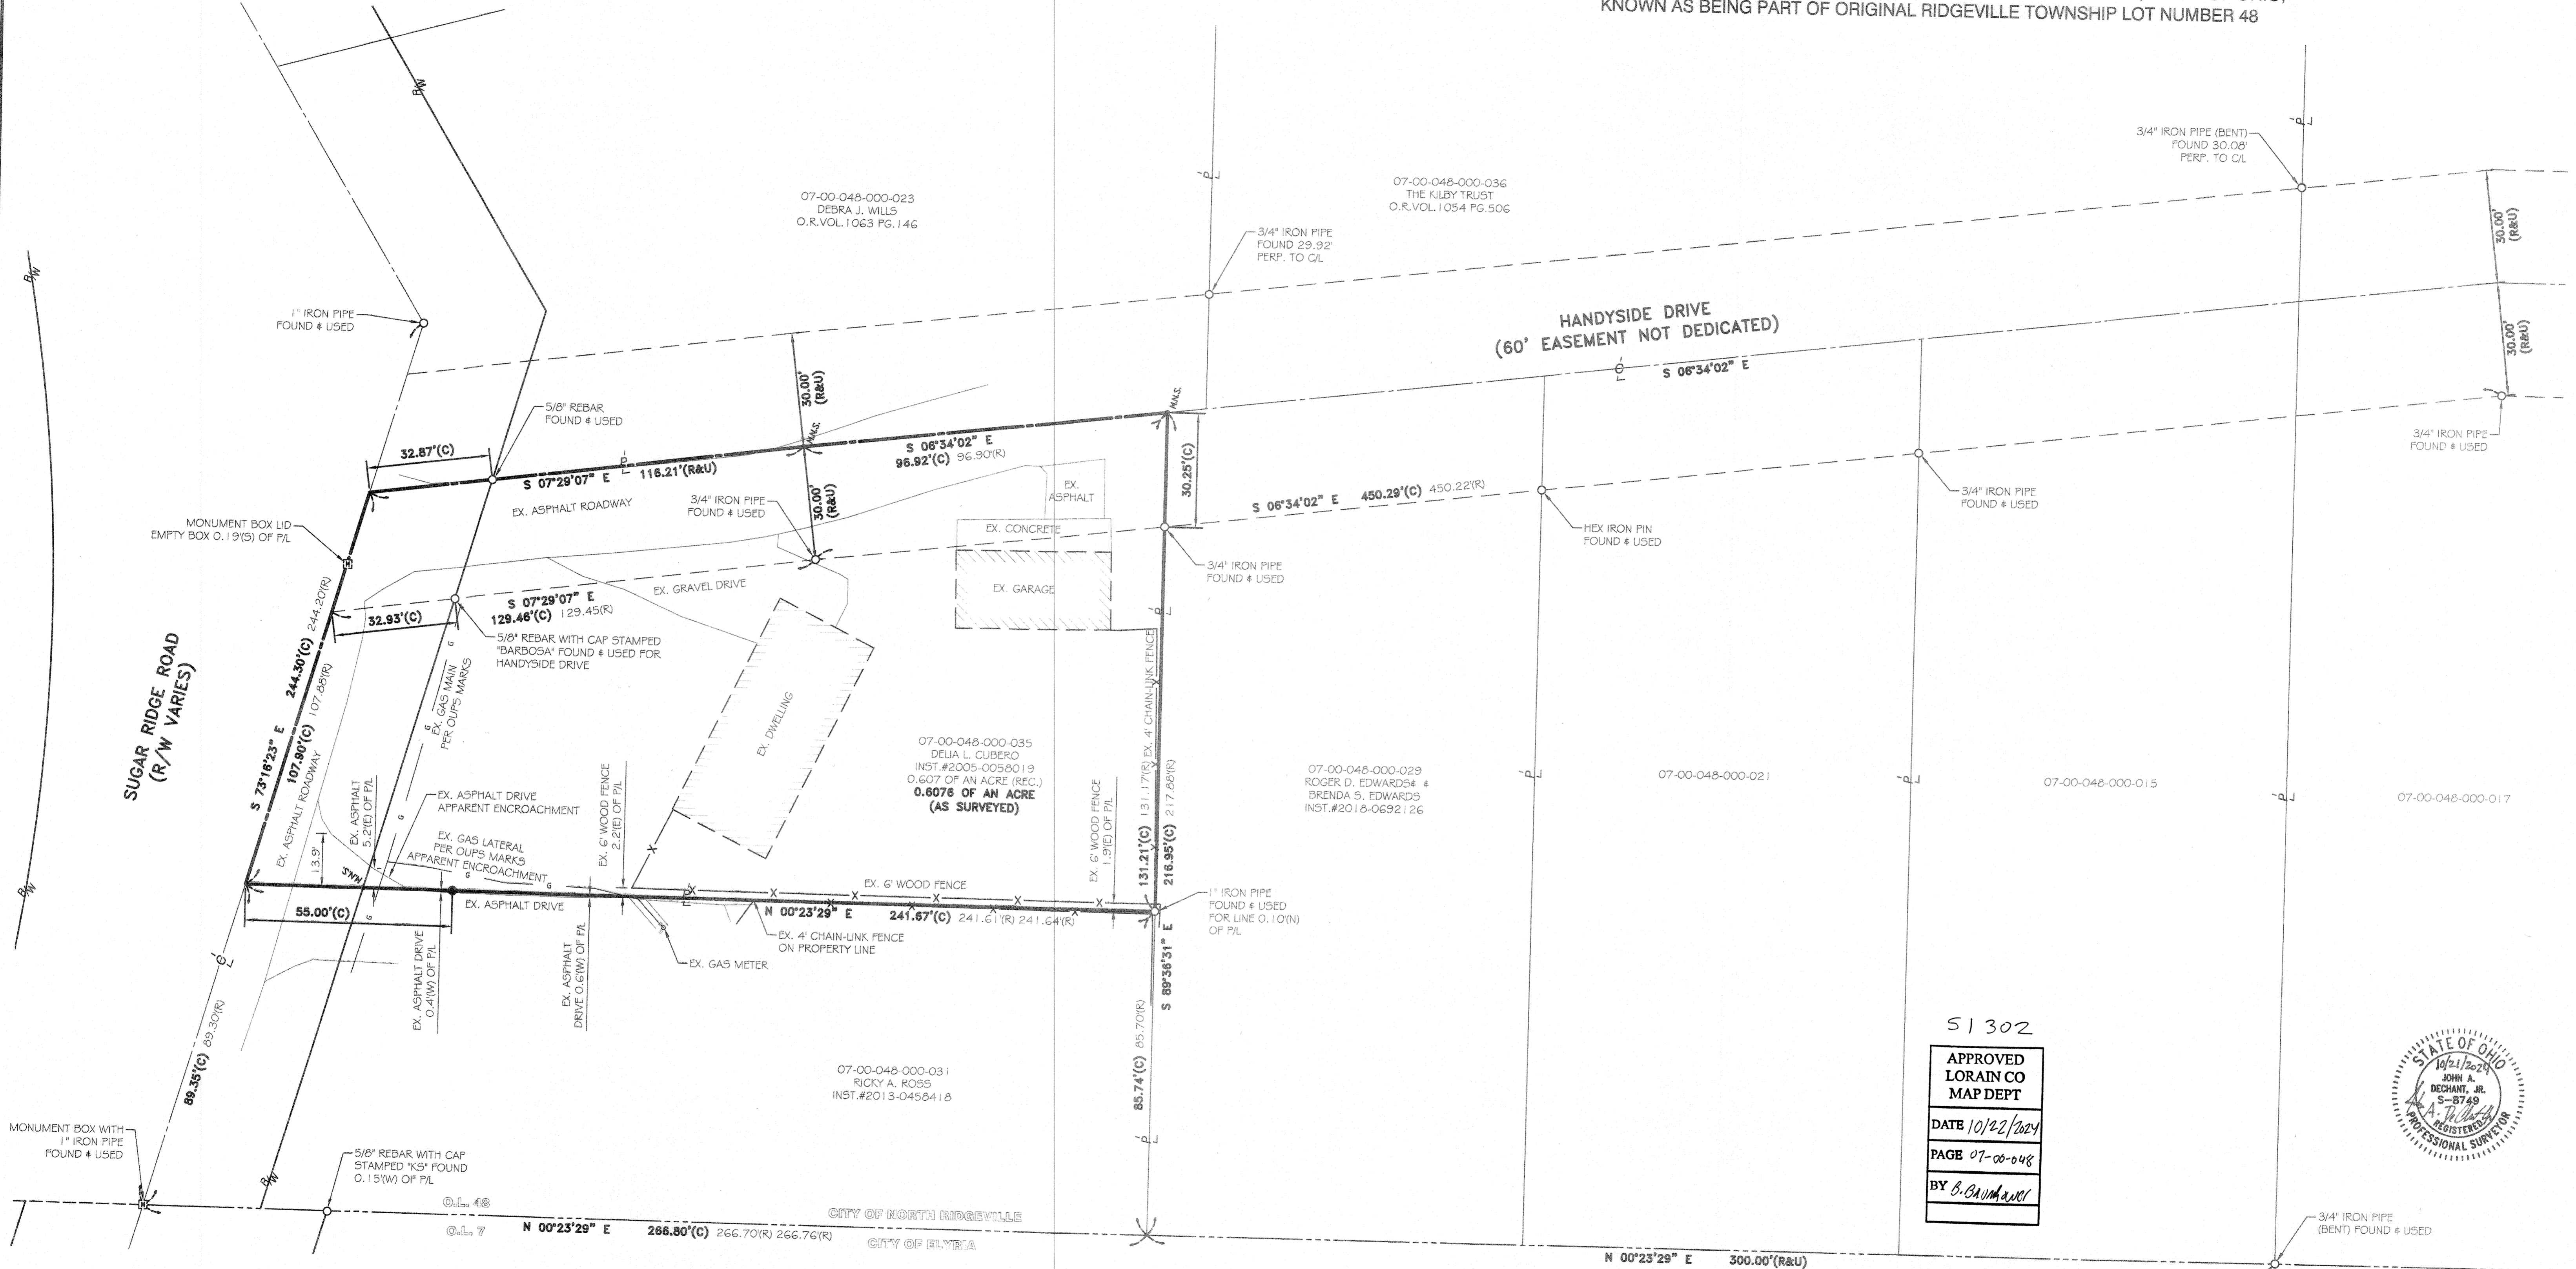 KNOWN AS BEING PART OF ORIGINAL RIDGEVILLE TOWNSHIP LOT NUMBER 48
R/W
3/4" IRON PIPE (BENT)
FOUND 30.08'
PERP. TO C/L
07-00-048-000-023
DEBRA J. WILLS
O.R.VOL.1063 PG.146
07-00-048-000-036
THE KILBY TRUST
O.R.VOL.1054 PG.506
3/4" IRON PIPE
FOUND 29.92'
PERP. TO C/L
30.00'
(R&U)
30.00'
(R&U)
R/W
1" IRON PIPE
FOUND & USED
HANDYSIDE DRIVE
(60' EASEMENT NOT DEDICATED)
S 06°34'02" E
30.00'
(R&U)
5/8" REBAR
FOUND & USED
M.N.S.
M.N.S.
32.87'(C)
S 07°29'07" E 116.21'(R&U)
S 06°34'02" E
96.92'(C) 96.90'(R)
30.25'(C)
3/4" IRON PIPE
FOUND & USED
EX. ASPHALT ROADWAY
3/4" IRON PIPE
FOUND & USED
30.00'
(R&U)
EX.
ASPHALT
EX. CONCRETE
S 06°34'02" E 450.29'(C) 450.22'(R)
3/4" IRON PIPE
FOUND & USED
HEX IRON PIN
FOUND & USED
MONUMENT BOX LID
EMPTY BOX 0.19'(S) OF P/L
3/4" IRON PIPE
FOUND & USED
EX. GARAGE
EX. GRAVEL DRIVE
S 07°29'07" E
129.46'(C) 129.45'(R)
32.93'(C)
5/8" REBAR WITH CAP STAMPED
"BARBOSA" FOUND & USED FOR
HANDYSIDE DRIVE
SUGAR RIDGE ROAD
(R/W VARIES)
S 73°16'23" E 244.30'(C) 244.20'(R)
107.90'(C) 107.88'(R)
EX. ASPHALT ROADWAY
EX. GAS MAIN
PER OUPS MARKS
EX. DWELLING
07-00-048-000-035
DELIA L. CUBERO
INST.#2005-0058019
0.607 OF AN ACRE (REC.)
0.6076 OF AN ACRE
(AS SURVEYED)
131.21'(C) 131.17'(R) EX. 4' CHAIN-LINK FENCE
S 89°36'31" E 216.95'(C) 217.88'(R)
07-00-048-000-029
ROGER D. EDWARDS& &
BRENDA S. EDWARDS
INST.#2018-0692126
07-00-048-000-021
07-00-048-000-015
07-00-048-000-017
EX. ASPHALT
5.2'(E) OF P/L
EX. ASPHALT DRIVE
APPARENT ENCROACHMENT
EX. GAS LATERAL
PER OUPS MARKS
APPARENT ENCROACHMENT
EX. 6' WOOD FENCE
2.2'(E) OF P/L
EX. 6' WOOD FENCE
1.9'(E) OF P/L
13.9'
MNS
R/W
EX. 6' WOOD FENCE
EX. ASPHALT DRIVE
N 00°23'29" E 241.67'(C) 241.61'(R) 241.64'(R)
55.00'(C)
1" IRON PIPE
FOUND & USED
FOR LINE 0.10'(N)
OF P/L
EX. 4' CHAIN-LINK FENCE
ON PROPERTY LINE
EX. GAS METER
EX. ASPHALT DRIVE
0.4'(W) OF P/L
EX. ASPHALT
DRIVE 0.6'(W) OF P/L
89.35'(C) 89.30'(R)
85.74'(C) 85.70'(R)
07-00-048-000-031
RICKY A. ROSS
INST.#2013-0458418
51302
APPROVED
LORAIN CO
MAP DEPT
DATE 10/22/2024
PAGE 07-00-048
BY
STATE OF OHIO
10/21/2024
JOHN A.
DECHANT, JR.
S-8749
REGISTERED
PROFESSIONAL SURVEYOR
MONUMENT BOX WITH
1" IRON PIPE
FOUND & USED
5/8" REBAR WITH CAP
STAMPED "KS" FOUND
0.15'(W) OF P/L
R/W
O.L. 48
O.L. 7
N 00°23'29" E 266.80'(C) 266.70'(R) 266.76'(R)
CITY OF NORTH RIDGEVILLE
CITY OF ELYRIA
N 00°23'29" E 300.00'(R&U)
3/4" IRON PIPE
(BENT) FOUND & USED